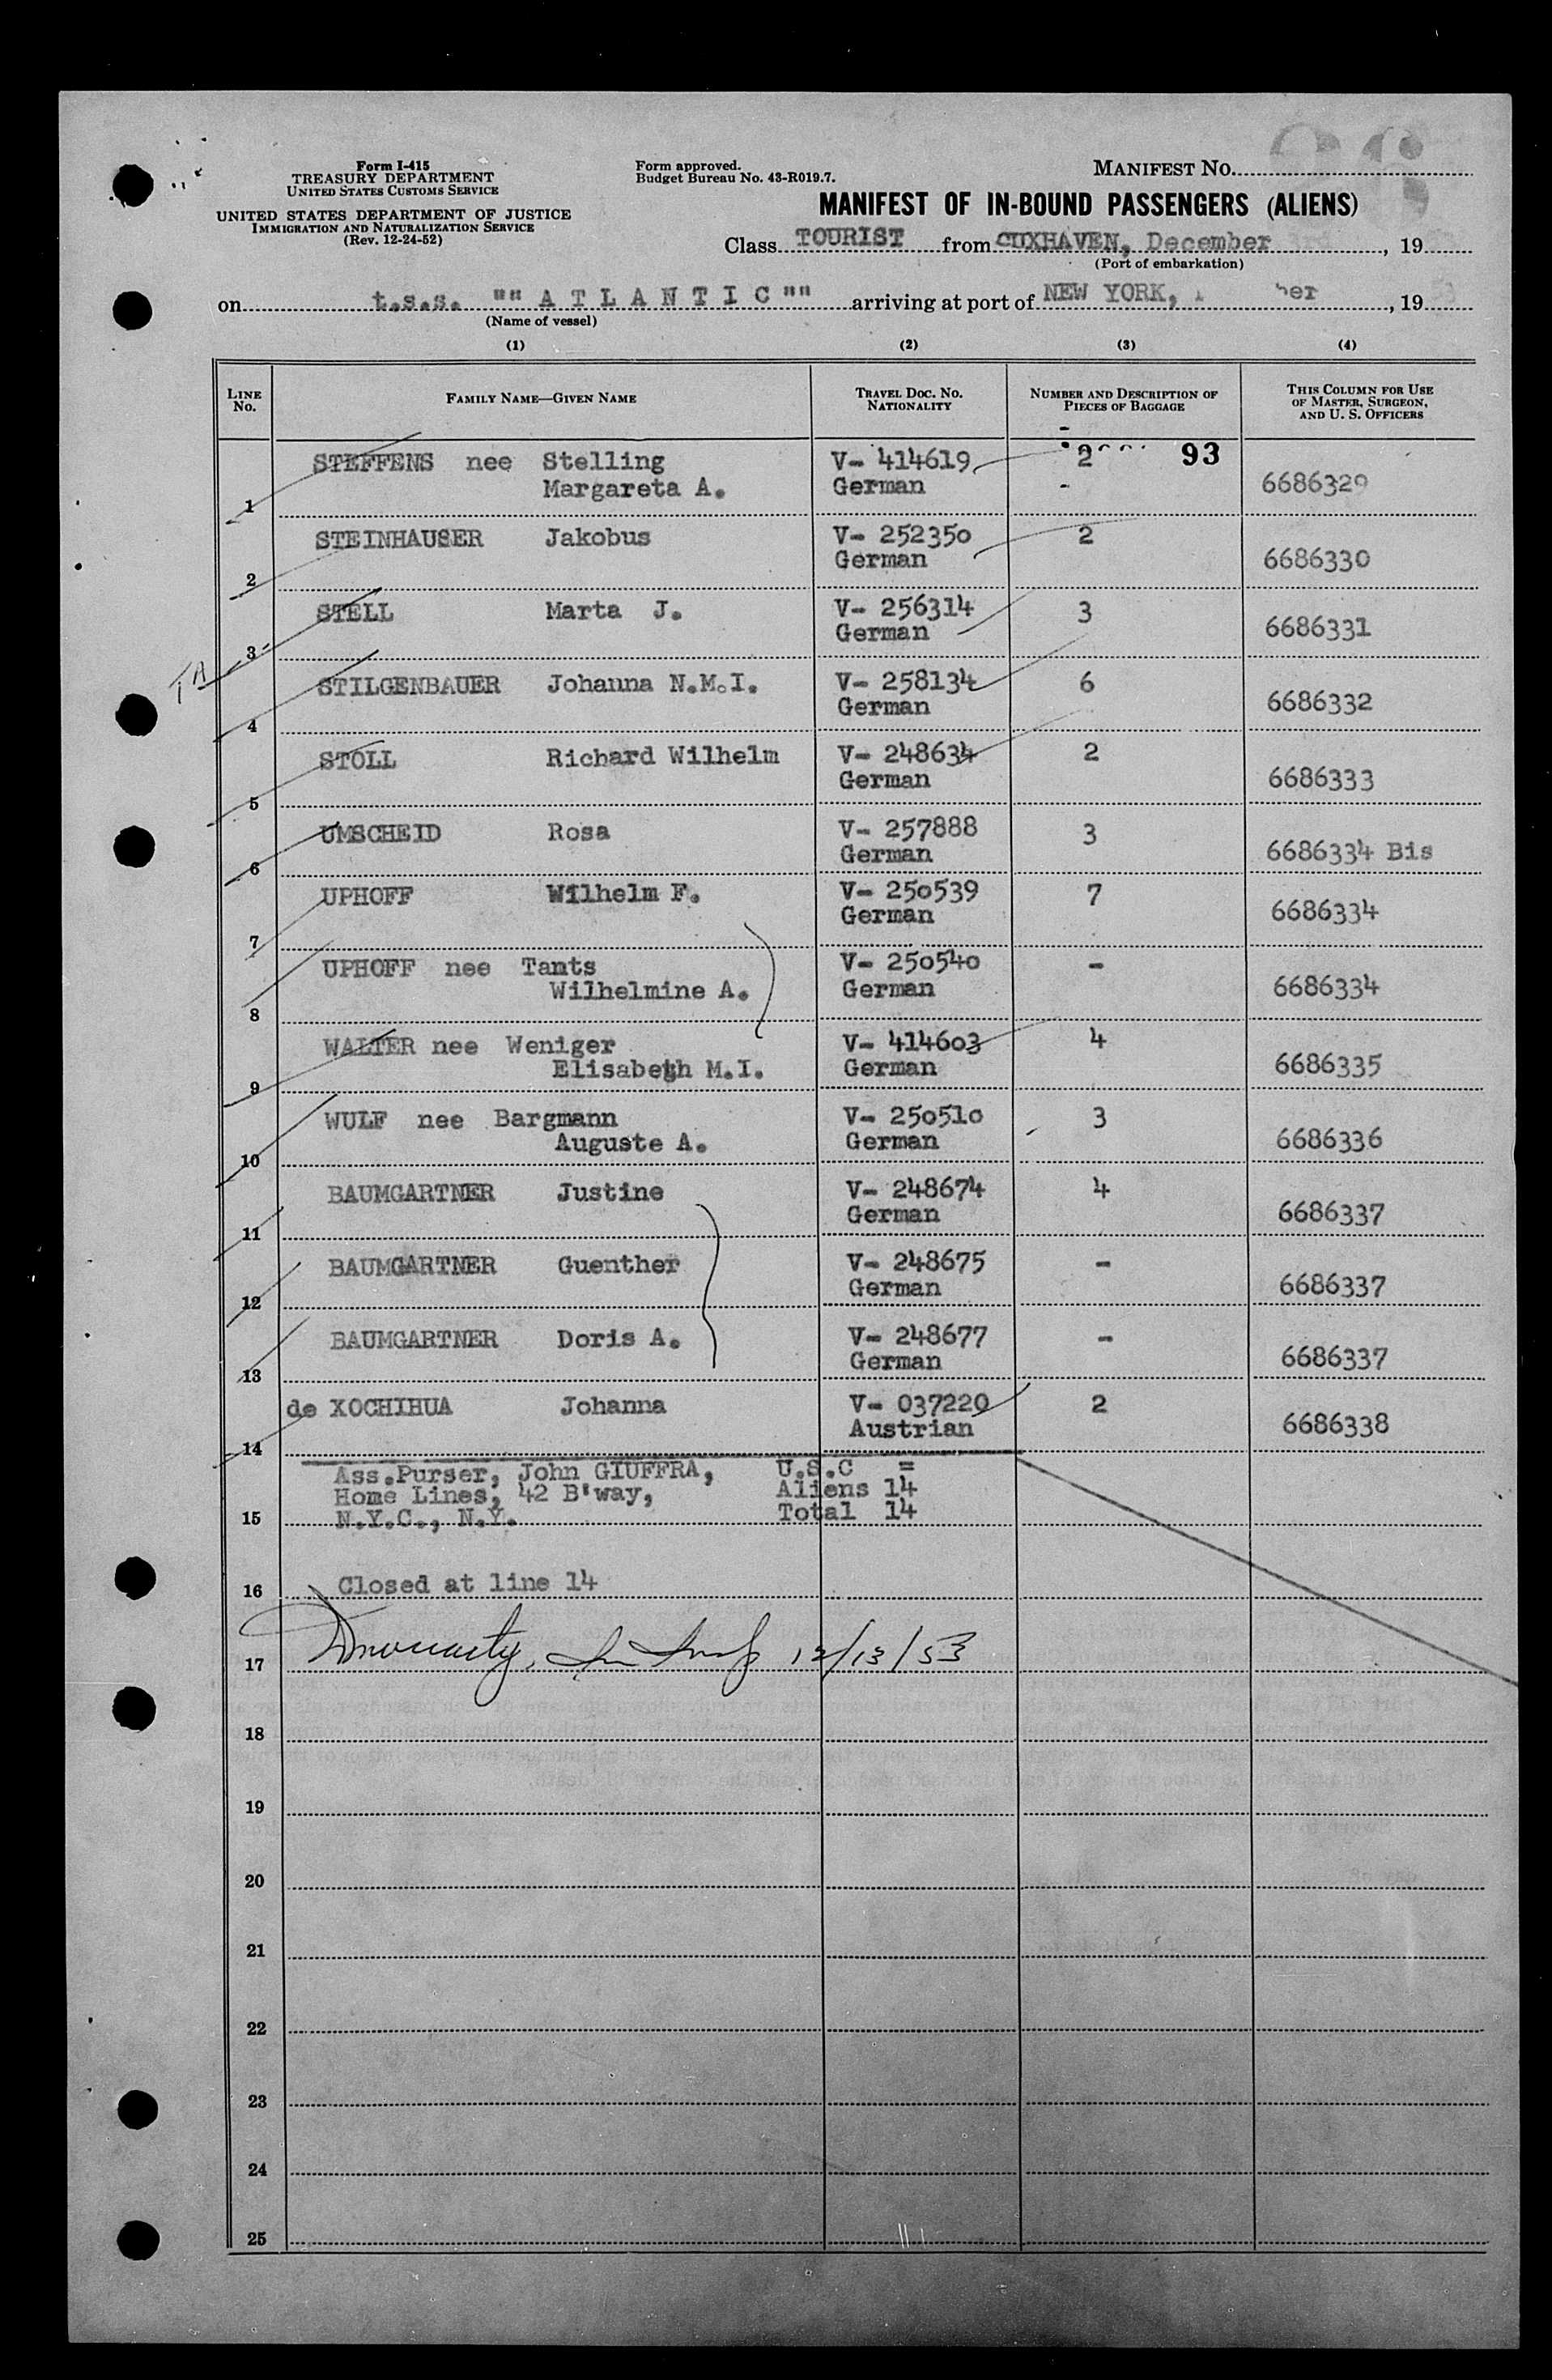 Form I-415
TREASURY DEPARTMENT
UNITED STATES CUSTOMS SERVICE
UNITED STATES DEPARTMENT OF JUSTICE
IMMIGRATION AND NATURALIZATION SERVICE
(Rev. 12-24-52)
Form approved.
Budget Bureau No. 43-R019.7.
MANIFEST NO.
MANIFEST OF IN-BOUND PASSENGERS (ALIENS)
Class TOURIST from CUXHAVEN, December , 19
(Port of embarkation)
on t.s.s. ""A T L A N T I C"" arriving at port of NEW YORK, ber , 19
(Name of vessel)
(1) (2) (3) (4)
LINE NO. FAMILY NAME—GIVEN NAME TRAVEL DOC. NO. NATIONALITY NUMBER AND DESCRIPTION OF PIECES OF BAGGAGE THIS COLUMN FOR USE OF MASTER, SURGEON, AND U. S. OFFICERS
93
1 STEFFENS nee Stelling Margareta A. V- 414619 German 2 6686329
2 STEINHAUSER Jakobus V- 252350 German 2 6686330
3 STELL Marta J. V- 256314 German 3 6686331
TA
4 STILGENBAUER Johanna N.M.I. V- 258134 German 6 6686332
5 STOLL Richard Wilhelm V- 248634 German 2 6686333
6 UMSCHEID Rosa V- 257888 German 3 6686334 Bis
7 UPHOFF Wilhelm F. V- 250539 German 7 6686334
8 UPHOFF nee Tants Wilhelmine A. V- 250540 German - 6686334
9 WALTER nee Weniger Elisabeth M.I. V- 414603 German 4 6686335
10 WULF nee Bargmann Auguste A. V- 250510 German 3 6686336
11 BAUMGARTNER Justine V- 248674 German 4 6686337
12 BAUMGARTNER Guenther V- 248675 German - 6686337
13 BAUMGARTNER Doris A. V- 248677 German - 6686337
14 de XOCHIHUA Johanna V- 037220 Austrian 2 6686338
Ass.Purser, John GIUFFRA, U.S.C =
Home Lines, 42 B'way, Aliens 14
15 N.Y.C., N.Y. Total 14
16 Closed at line 14
17 12/13/53
18
19
20
21
22
23
24
25